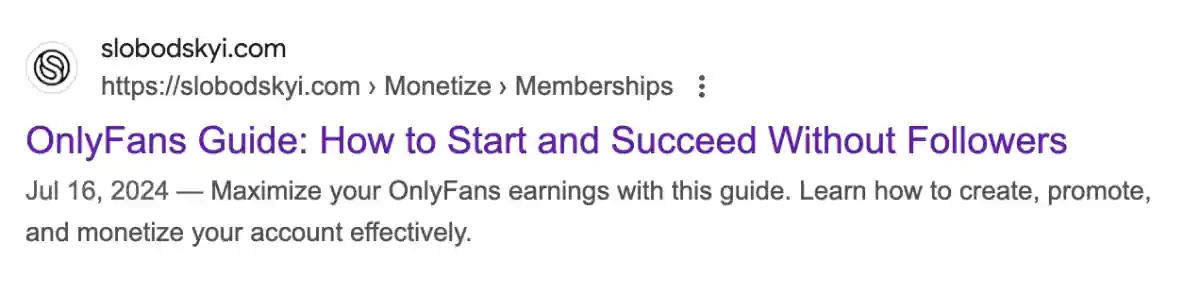 slobodskyi.com
https://slobodskyi.com › Monetize › Memberships
OnlyFans Guide: How to Start and Succeed Without Followers
Jul 16, 2024 — Maximize your OnlyFans earnings with this guide. Learn how to create, promote,
and monetize your account effectively.